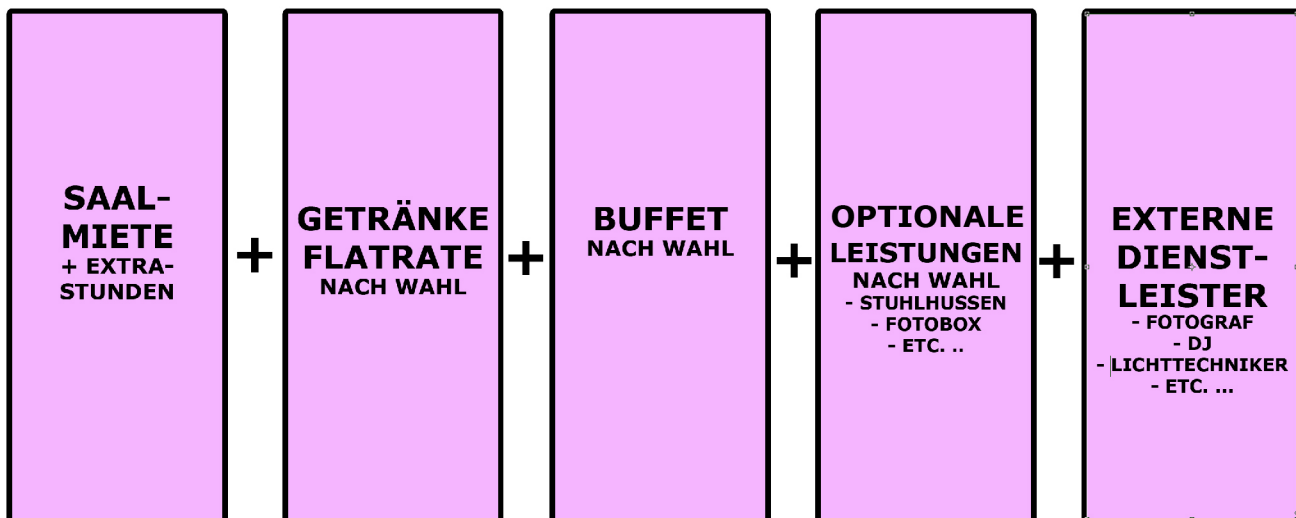 SAAL-
MIETE
+ EXTRA-
STUNDEN
+
GETRÄNKE
FLATRATE
NACH WAHL
+
BUFFET
NACH WAHL
+
OPTIONALE
LEISTUNGEN
NACH WAHL
- STUHLHUSSEN
- FOTOBOX
- ETC. ..
+
EXTERNE
DIENST-
LEISTER
- FOTOGRAF
- DJ
- LICHTTECHNIKER
- ETC. ...